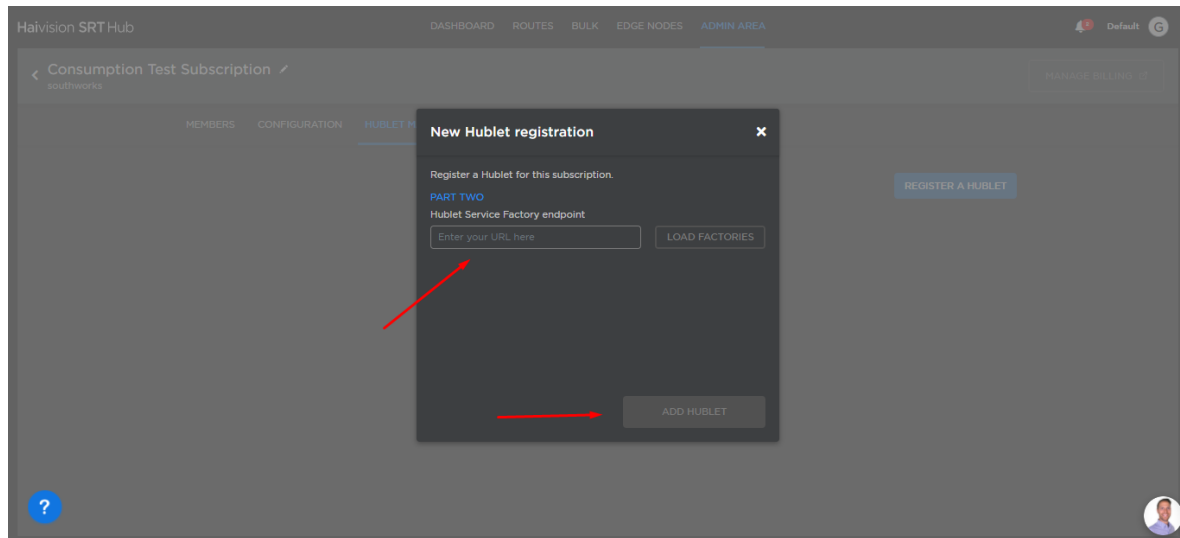 Haivision SRT Hub DASHBOARD ROUTES BULK EDGE NODES ADMIN AREA Default G
Consumption Test Subscription
southworks
MANAGE BILLING
MEMBERS CONFIGURATION HUBLET
New Hublet registration
Register a Hublet for this subscription.
REGISTER A HUBLET
PART TWO
Hublet Service Factory endpoint
Enter your URL here LOAD FACTORIES
ADD HUBLET
?